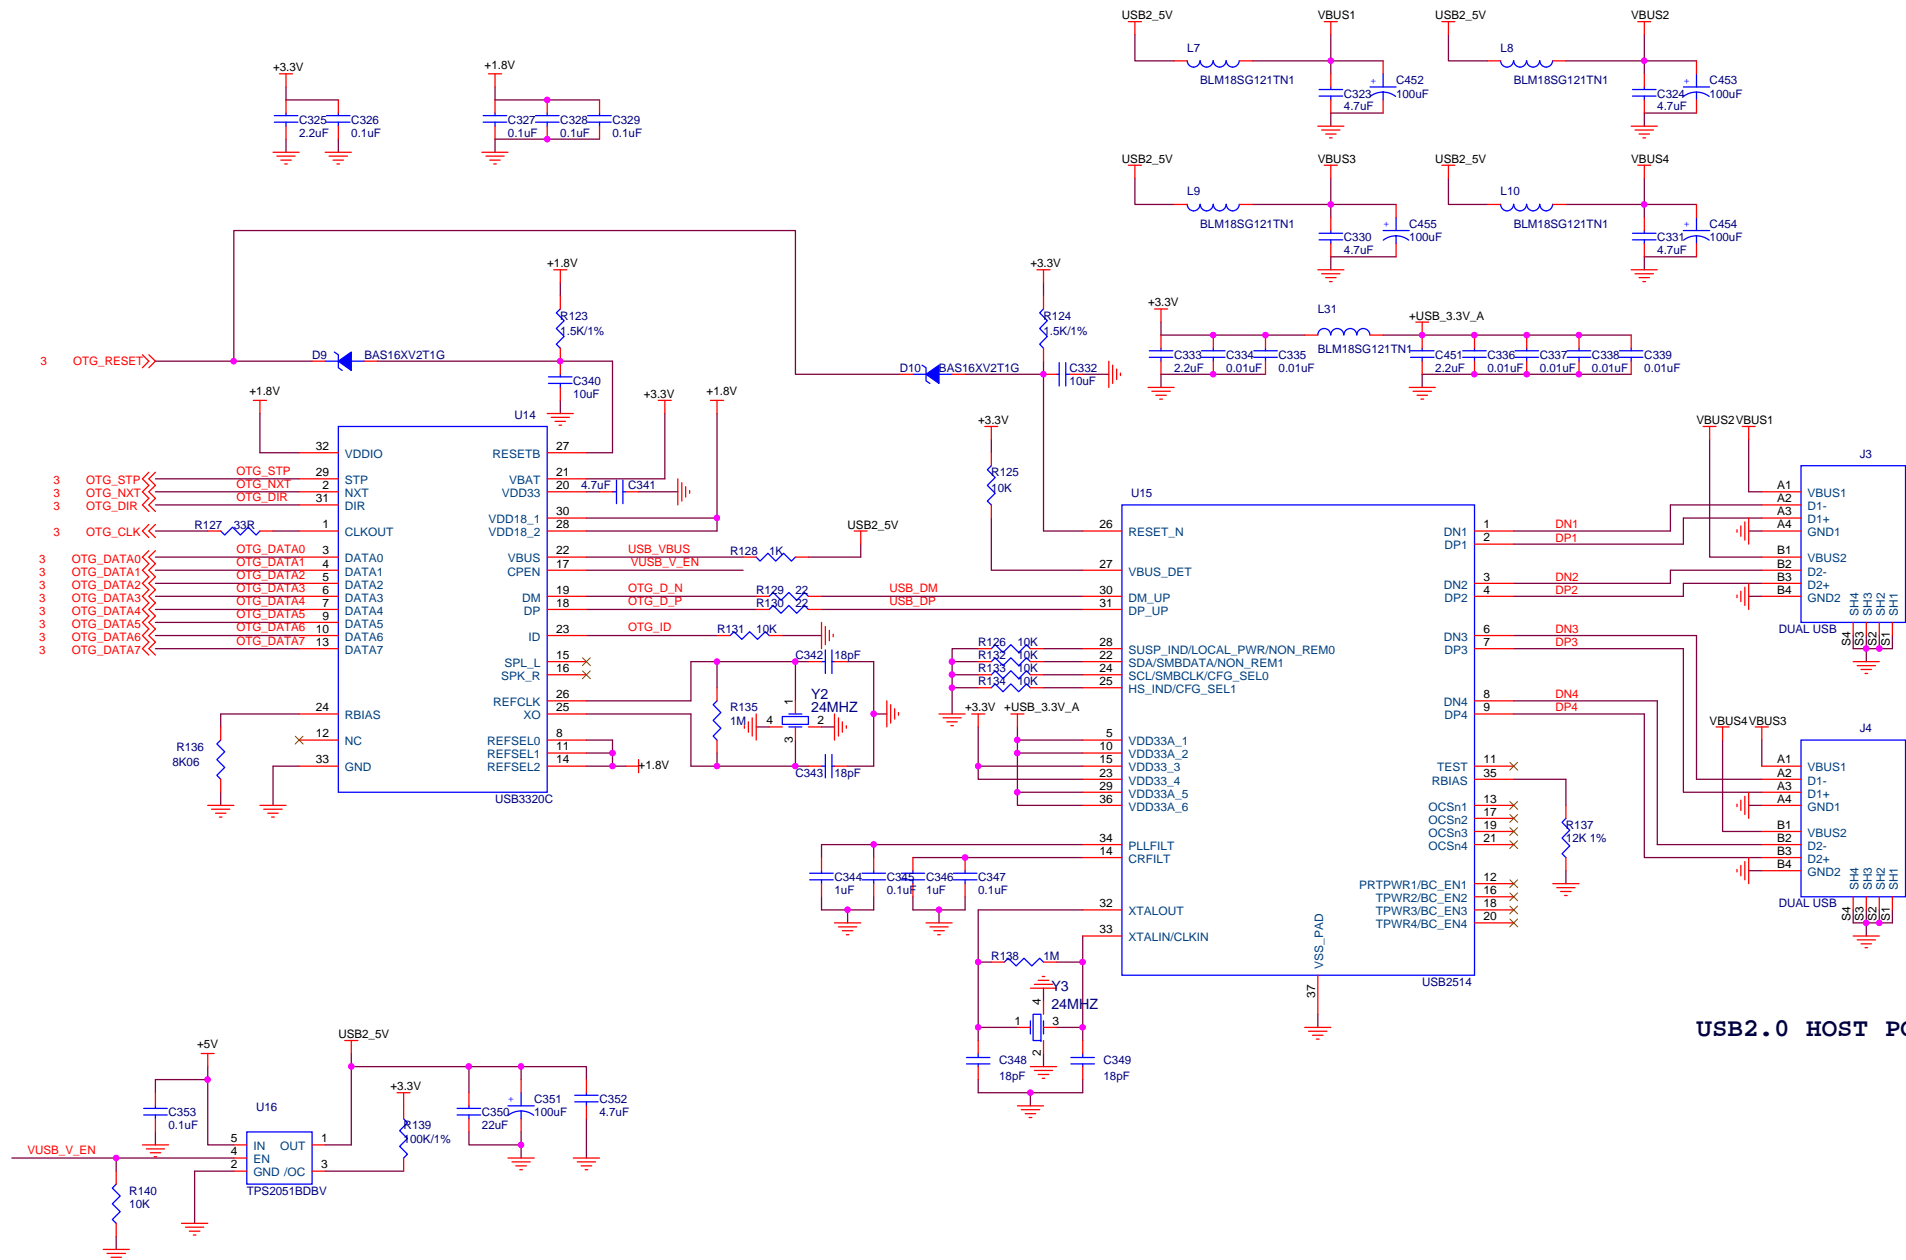 USB2_5V
VBUS1
USB2_5V
VBUS2
L7
BLM18SG121TN1
C323
4.7uF
+
C452
100uF
L8
BLM18SG121TN1
C324
4.7uF
+
C453
100uF
+3.3V
C325
2.2uF
C326
0.1uF
+1.8V
C327
0.1uF
C328
0.1uF
C329
0.1uF
USB2_5V
VBUS3
USB2_5V
VBUS4
L9
BLM18SG121TN1
C330
4.7uF
+
C455
100uF
L10
BLM18SG121TN1
C331
4.7uF
+
C454
100uF
+1.8V
R123
1.5K/1%
+3.3V
R124
1.5K/1%
3 OTG_RESET
D9
BAS16XV2T1G
C340
10uF
D10
BAS16XV2T1G
C332
10uF
+3.3V
L31
BLM18SG121TN1
+USB_3.3V_A
C333
2.2uF
C334
0.01uF
C335
0.01uF
C451
2.2uF
C336
0.01uF
C337
0.01uF
C338
0.01uF
C339
0.01uF
+1.8V
+3.3V
+1.8V
U14
32 VDDIO
29 STP
2 NXT
31 DIR
1 CLKOUT
3 DATA0
4 DATA1
5 DATA2
6 DATA3
7 DATA4
9 DATA5
10 DATA6
13 DATA7
24 RBIAS
12 NC
33 GND
RESETB 27
VBAT 21
VDD33 20
VDD18_1 30
VDD18_2 28
VBUS 22
CPEN 17
DM 19
DP 18
ID 23
SPL_L 15
SPK_R 16
REFCLK 26
XO 25
REFSEL0 8
REFSEL1 11
REFSEL2 14
USB3320C
3 OTG_STP OTG_STP
3 OTG_NXT OTG_NXT
3 OTG_DIR OTG_DIR
3 OTG_CLK R127 33R
3 OTG_DATA0 OTG_DATA0
3 OTG_DATA1 OTG_DATA1
3 OTG_DATA2 OTG_DATA2
3 OTG_DATA3 OTG_DATA3
3 OTG_DATA4 OTG_DATA4
3 OTG_DATA5 OTG_DATA5
3 OTG_DATA6 OTG_DATA6
3 OTG_DATA7 OTG_DATA7
R136
8K06
4.7uF C341
USB2_5V
USB_VBUS R128 1K
VUSB_V_EN
OTG_D_N R129 22 USB_DM
OTG_D_P R130 22 USB_DP
OTG_ID R131 10K
C342 18pF
R135
1M
Y2
24MHZ
1
4
2
3
C343 18pF
+1.8V
+3.3V
R125
10K
R126 10K
R132 10K
R133 10K
R134 10K
+3.3V
+USB_3.3V_A
U15
26 RESET_N
27 VBUS_DET
30 DM_UP
31 DP_UP
28 SUSP_IND/LOCAL_PWR/NON_REM0
22 SDA/SMBDATA/NON_REM1
24 SCL/SMBCLK/CFG_SEL0
25 HS_IND/CFG_SEL1
5 VDD33A_1
10 VDD33A_2
15 VDD33_3
23 VDD33_4
29 VDD33A_5
36 VDD33A_6
34 PLLFILT
14 CRFILT
32 XTALOUT
33 XTALIN/CLKIN
DN1 1 DN1
DP1 2 DP1
DN2 3 DN2
DP2 4 DP2
DN3 6 DN3
DP3 7 DP3
DN4 8 DN4
DP4 9 DP4
TEST 11
RBIAS 35
OCSn1 13
OCSn2 17
OCSn3 19
OCSn4 21
PRTPWR1/BC_EN1 12
TPWR2/BC_EN2 16
TPWR3/BC_EN3 18
TPWR4/BC_EN4 20
VSS_PAD
37
USB2514
R137
12K 1%
C344
1uF
C345
0.1uF
C346
1uF
C347
0.1uF
R138 1M
Y3
24MHZ
4
1
3
2
C348
18pF
C349
18pF
VBUS2 VBUS1
J3
A1 VBUS1
A2 D1-
A3 D1+
A4 GND1
B1 VBUS2
B2 D2-
B3 D2+
B4 GND2
SH4
SH3
SH2
SH1
DUAL USB
S4
S3
S2
S1
VBUS4 VBUS3
J4
A1 VBUS1
A2 D1-
A3 D1+
A4 GND1
B1 VBUS2
B2 D2-
B3 D2+
B4 GND2
SH4
SH3
SH2
SH1
DUAL USB
S4
S3
S2
S1
USB2.0 HOST PO
+5V
USB2_5V
C353
0.1uF
U16
5 IN OUT 1
4 EN
2 GND /OC 3
TPS2051BDBV
VUSB_V_EN
R140
10K
+3.3V
R139
100K/1%
C350
22uF
+
C351
100uF
C352
4.7uF